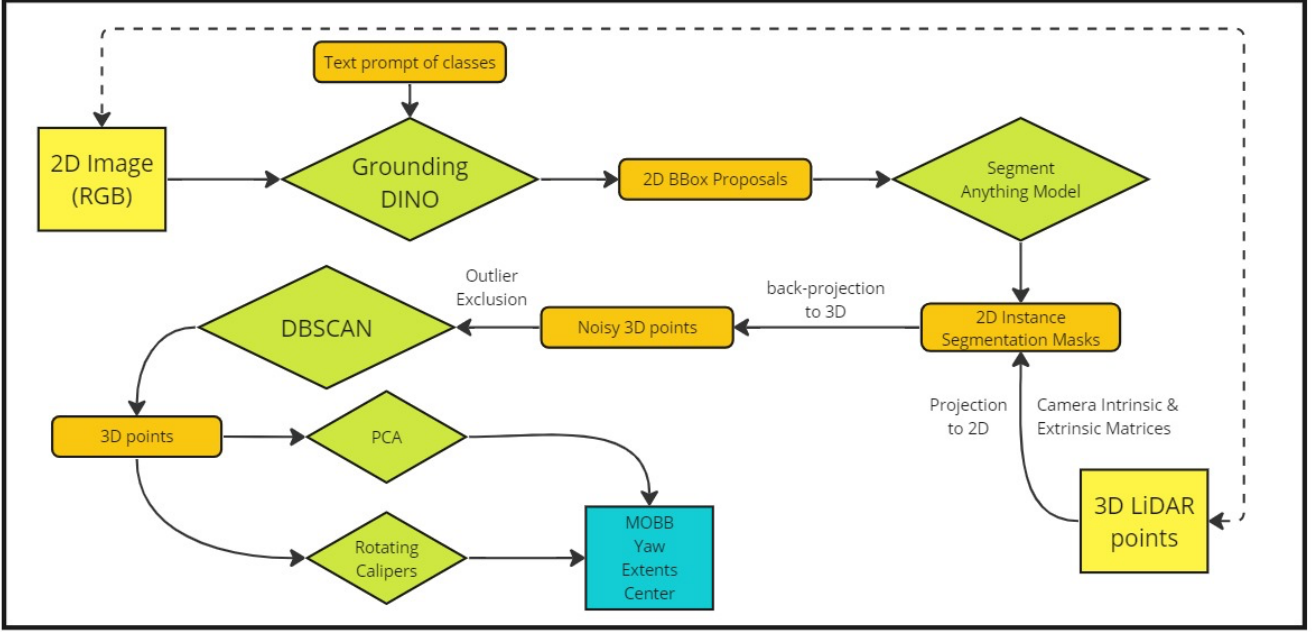 Text prompt of classes
2D Image
(RGB)
Grounding
DINO
2D BBox Proposals
Segment
Anything Model
Outlier
Exclusion
back-projection
to 3D
DBSCAN
Noisy 3D points
2D Instance
Segmentation Masks
Projection
to 2D
Camera Intrinsic &
Extrinsic Matrices
3D points
PCA
3D LiDAR
points
Rotating
Calipers
MOBB
Yaw
Extents
Center